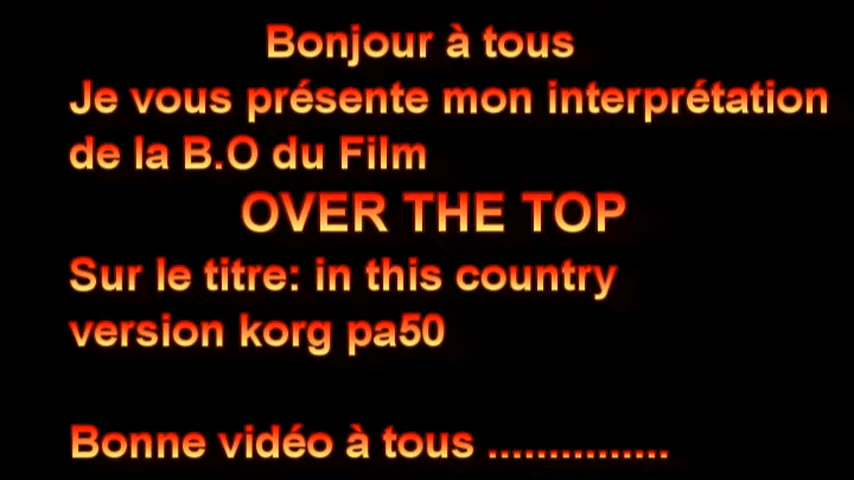 Bonjour à tous
Je vous présente mon interprétation
de la B.O du Film
OVER THE TOP
Sur le titre: in this country
version korg pa50
Bonne vidéo à tous ...............